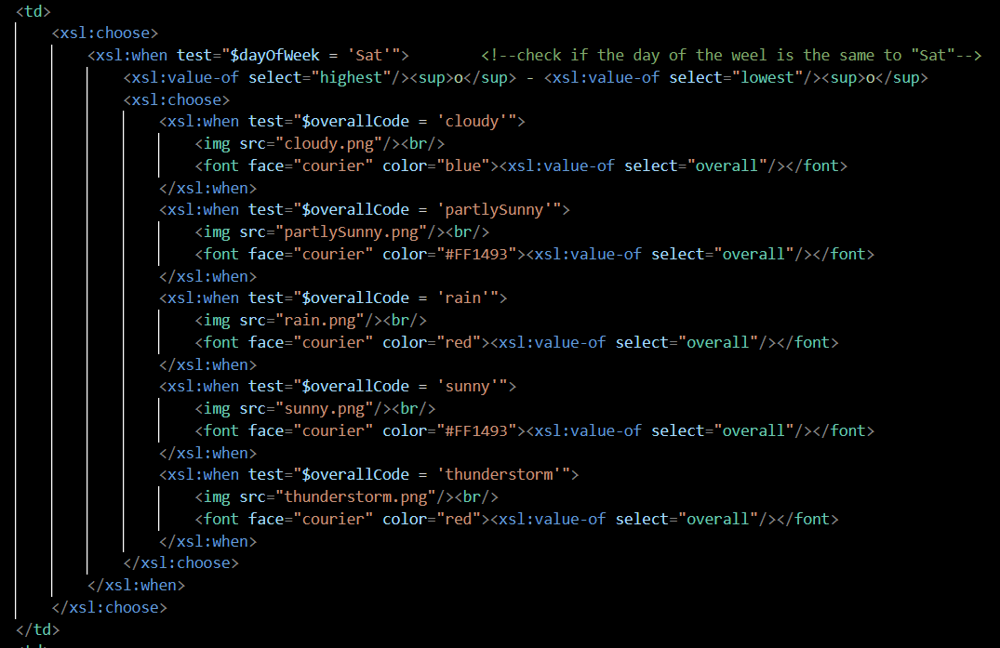 <td>
<xsl:choose>
<xsl:when test="$dayOfWeek = 'Sat'"> <!--check if the day of the weel is the same to "Sat"-->
<xsl:value-of select="highest"/><sup>o</sup> - <xsl:value-of select="lowest"/><sup>o</sup>
<xsl:choose>
<xsl:when test="$overallCode = 'cloudy'">
<img src="cloudy.png"/><br/>
<font face="courier" color="blue"><xsl:value-of select="overall"/></font>
</xsl:when>
<xsl:when test="$overallCode = 'partlySunny'">
<img src="partlySunny.png"/><br/>
<font face="courier" color="#FF1493"><xsl:value-of select="overall"/></font>
</xsl:when>
<xsl:when test="$overallCode = 'rain'">
<img src="rain.png"/><br/>
<font face="courier" color="red"><xsl:value-of select="overall"/></font>
</xsl:when>
<xsl:when test="$overallCode = 'sunny'">
<img src="sunny.png"/><br/>
<font face="courier" color="#FF1493"><xsl:value-of select="overall"/></font>
</xsl:when>
<xsl:when test="$overallCode = 'thunderstorm'">
<img src="thunderstorm.png"/><br/>
<font face="courier" color="red"><xsl:value-of select="overall"/></font>
</xsl:when>
</xsl:choose>
</xsl:when>
</xsl:choose>
</td>